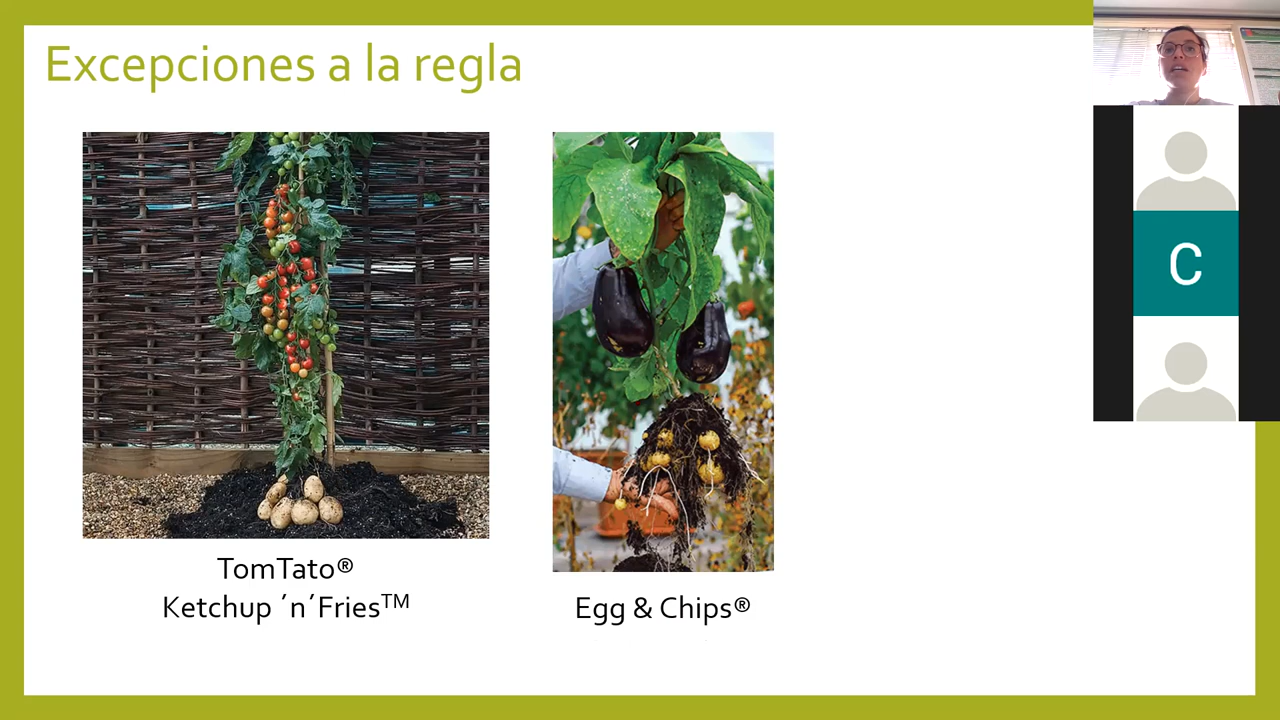 Excepciones a la regla
TomTato®
Ketchup ´n´Fries™
Egg & Chips®
C